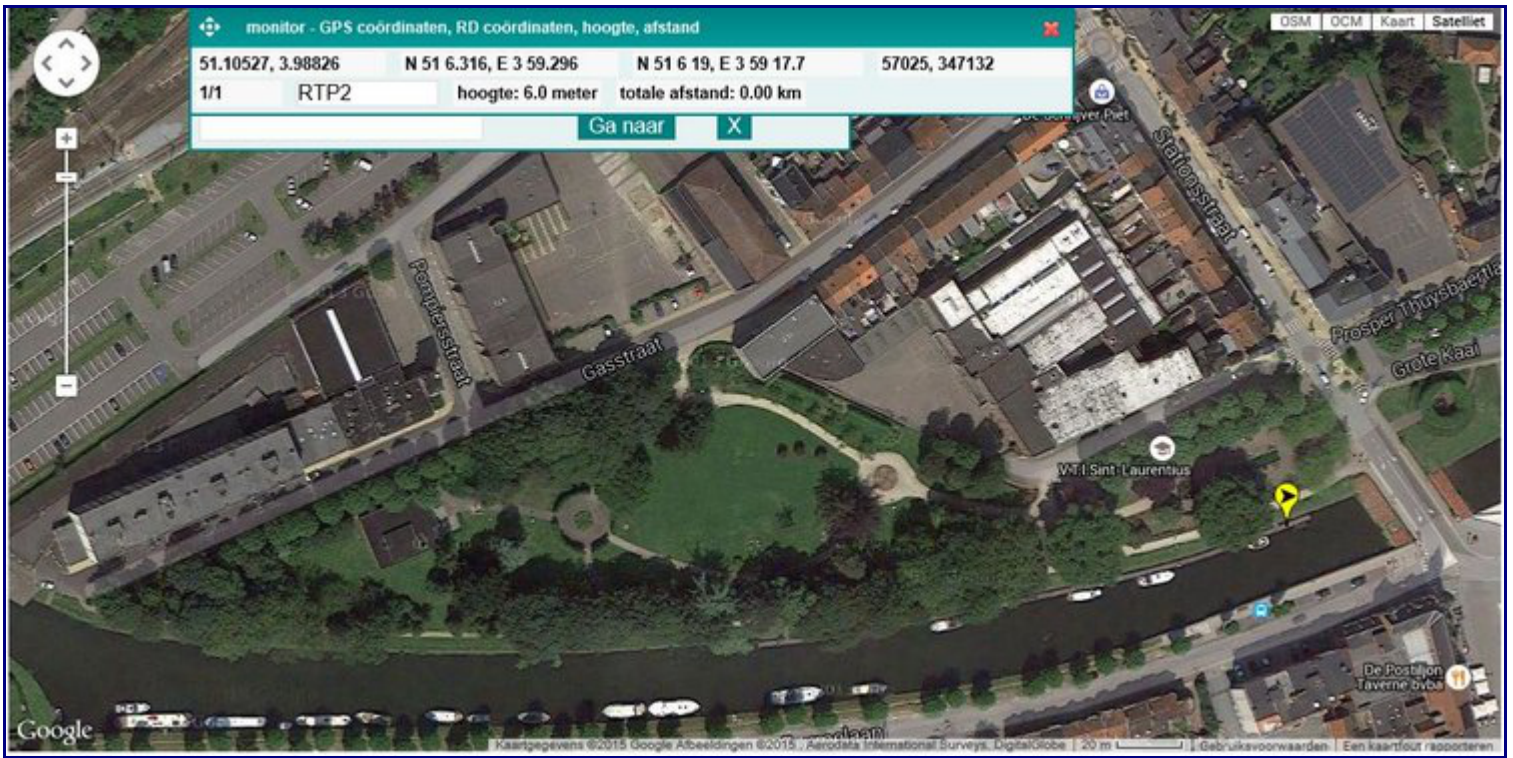 monitor - GPS coördinaten, RD coördinaten, hoogte, afstand
OSM OCM Kaart Satelliet
51.10527, 3.98826 N 51 6.316, E 3 59.296 N 51 6 19, E 3 59 17.7 57025, 347132
1/1 RTP2 hoogte: 6.0 meter totale afstand: 0.00 km
Ga naar X
De Schrijver Piet
Stationsstraat
Pompiersstraat
Gasstraat
Prosper Thuysbaertla
Grote Kaai
V.T.I Sint-Laurentius
De Postiljon
Taverne bvba
Google
Kaartgegevens ©2015 Google Afbeeldingen ©2015 , Aerodata International Surveys, DigitalGlobe 20 m Gebruiksvoorwaarden Een kaartfout rapporteren